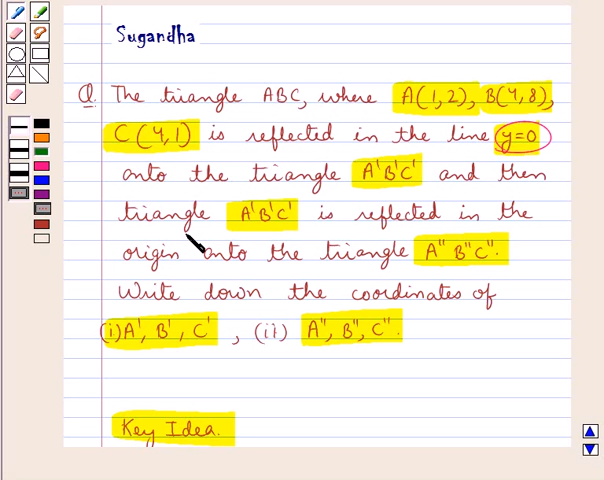 Sugandha
Q. The triangle ABC, where A(1,2), B(4,8),
C(4,1) is reflected in the line y=0
onto the triangle A'B'C' and then
triangle A'B'C' is reflected in the
origin onto the triangle A" B" C".
Write down the coordinates of
(i) A', B', C' , (ii) A", B", C".
Key Idea.